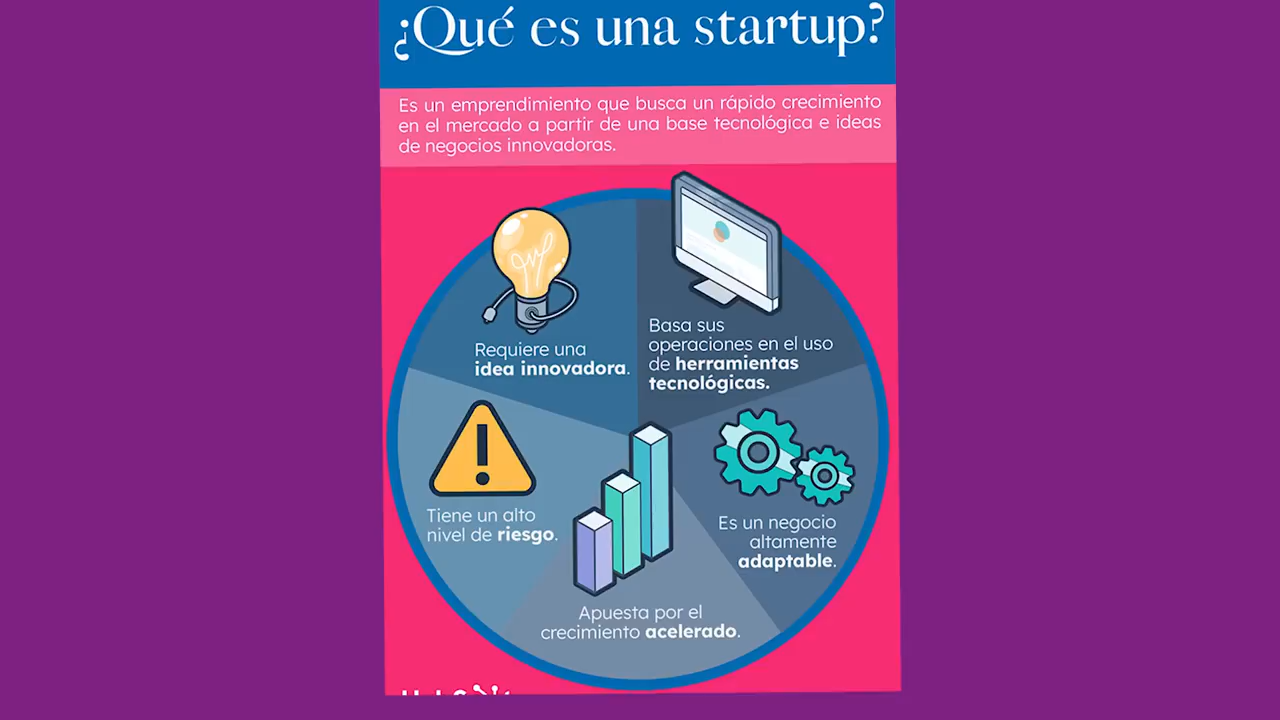 ¿Qué es una startup?
Es un emprendimiento que busca un rápido crecimiento
en el mercado a partir de una base tecnológica e ideas
de negocios innovadoras.
Requiere una
idea innovadora.
Basa sus
operaciones en el uso
de herramientas
tecnológicas.
Tiene un alto
nivel de riesgo.
Es un negocio
altamente
adaptable.
Apuesta por el
crecimiento acelerado.